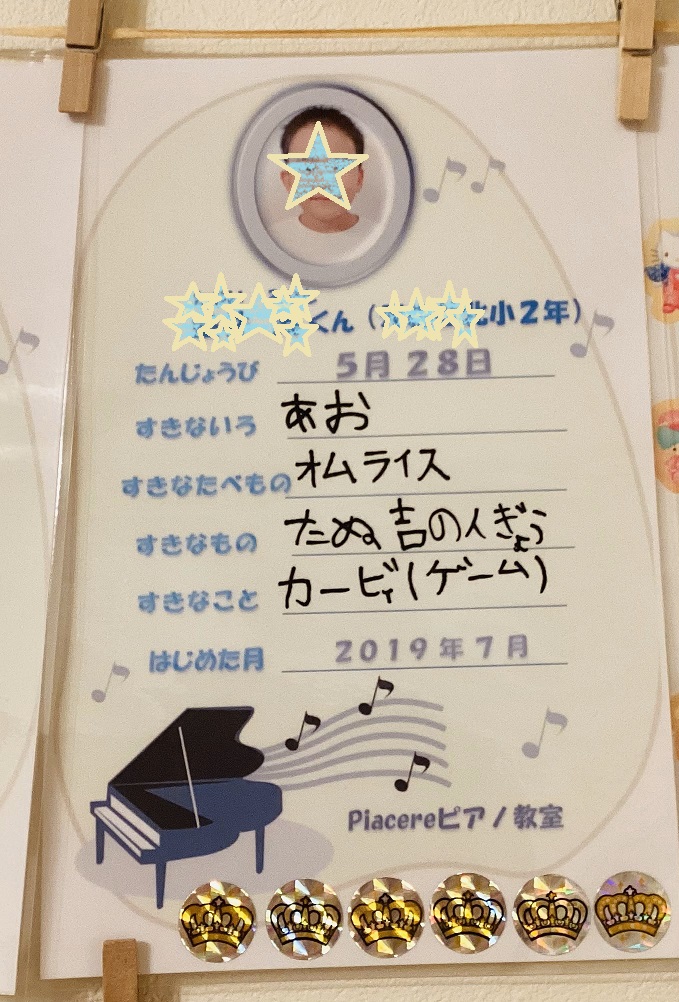 くん（北小２年）
たんじょうび 5月28日
すきないろ あお
すきなたべもの オムライス
すきなもの たぬ吉の人ぎょう
すきなこと カービィ(ゲーム)
はじめた月 2019年7月
Piacereピアノ教室